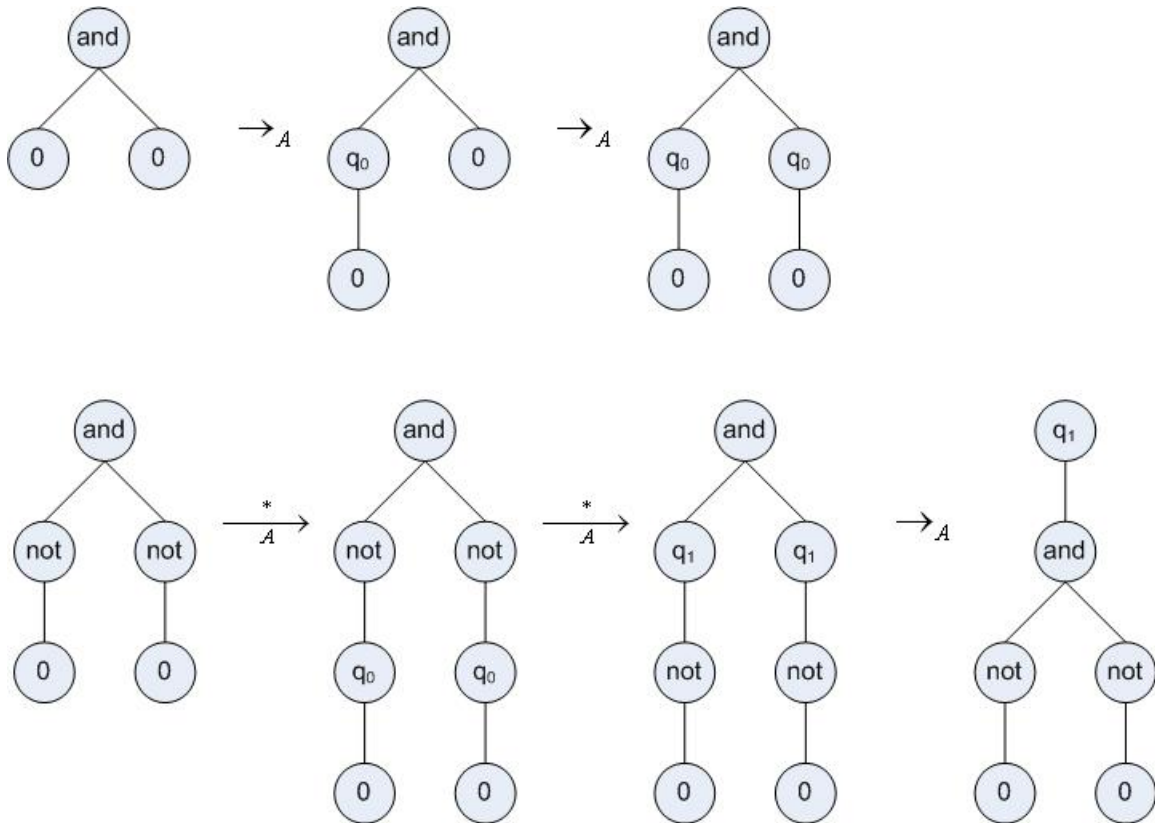 and and and
0 0 → A q₀ 0 → A q₀ q₀
0 0 0
and and and q₁
not not * A not not * A q₁ q₁ → A and
0 0 q₀ q₀ not not not not
0 0 0 0 0 0